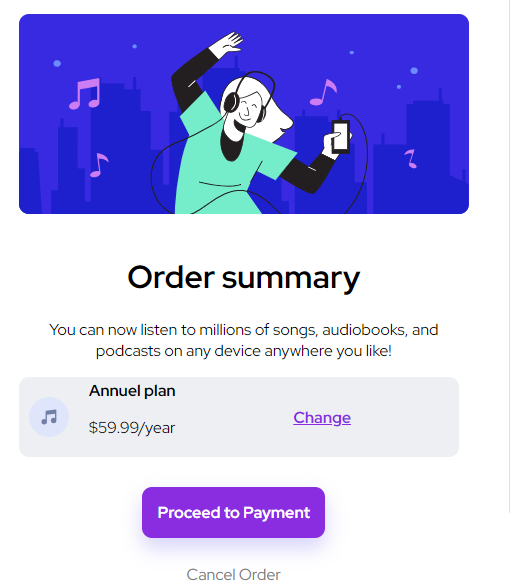 Order summary
You can now listen to millions of songs, audiobooks, and
podcasts on any device anywhere you like!
Annuel plan
$59.99/year
Change
Proceed to Payment
Cancel Order